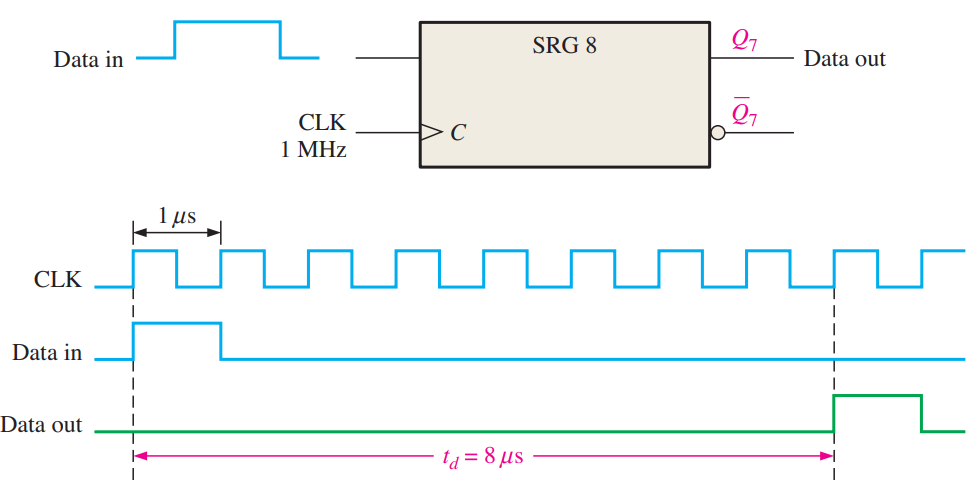 SRG 8
Q₇
Data in
Data out
CLK
1 MHz
C
Q̅₇
1 μs
CLK
Data in
Data out
t_d = 8 μs